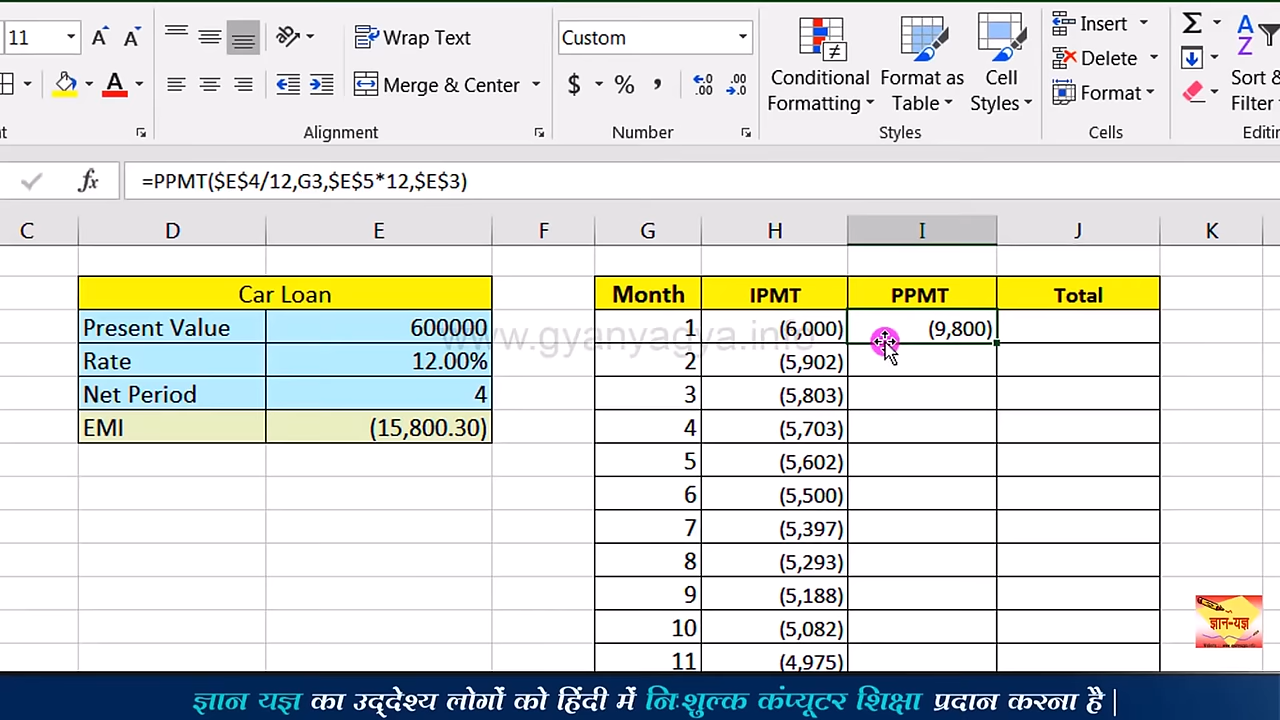 11 A A Wrap Text Custom Insert
Merge & Center $ % , .00 Conditional Formatting Format as Table Cell Styles Delete Format Sort & Filter
Alignment Number Styles Cells Editin
fx =PPMT($E$4/12,G3,$E$5*12,$E$3)
C D E F G H I J K
Car Loan Month IPMT PPMT Total
Present Value 600000 1 (6,000) (9,800)
www.gyanyagya.info
Rate 12.00% 2 (5,902)
Net Period 4 3 (5,803)
EMI (15,800.30) 4 (5,703)
5 (5,602)
6 (5,500)
7 (5,397)
8 (5,293)
9 (5,188)
ज्ञान-यज्ञ
10 (5,082)
11 (4,975)
ज्ञान यज्ञ का उद्देश्य लोगों को हिंदी में निःशुल्क कंप्यूटर शिक्षा प्रदान करना है |